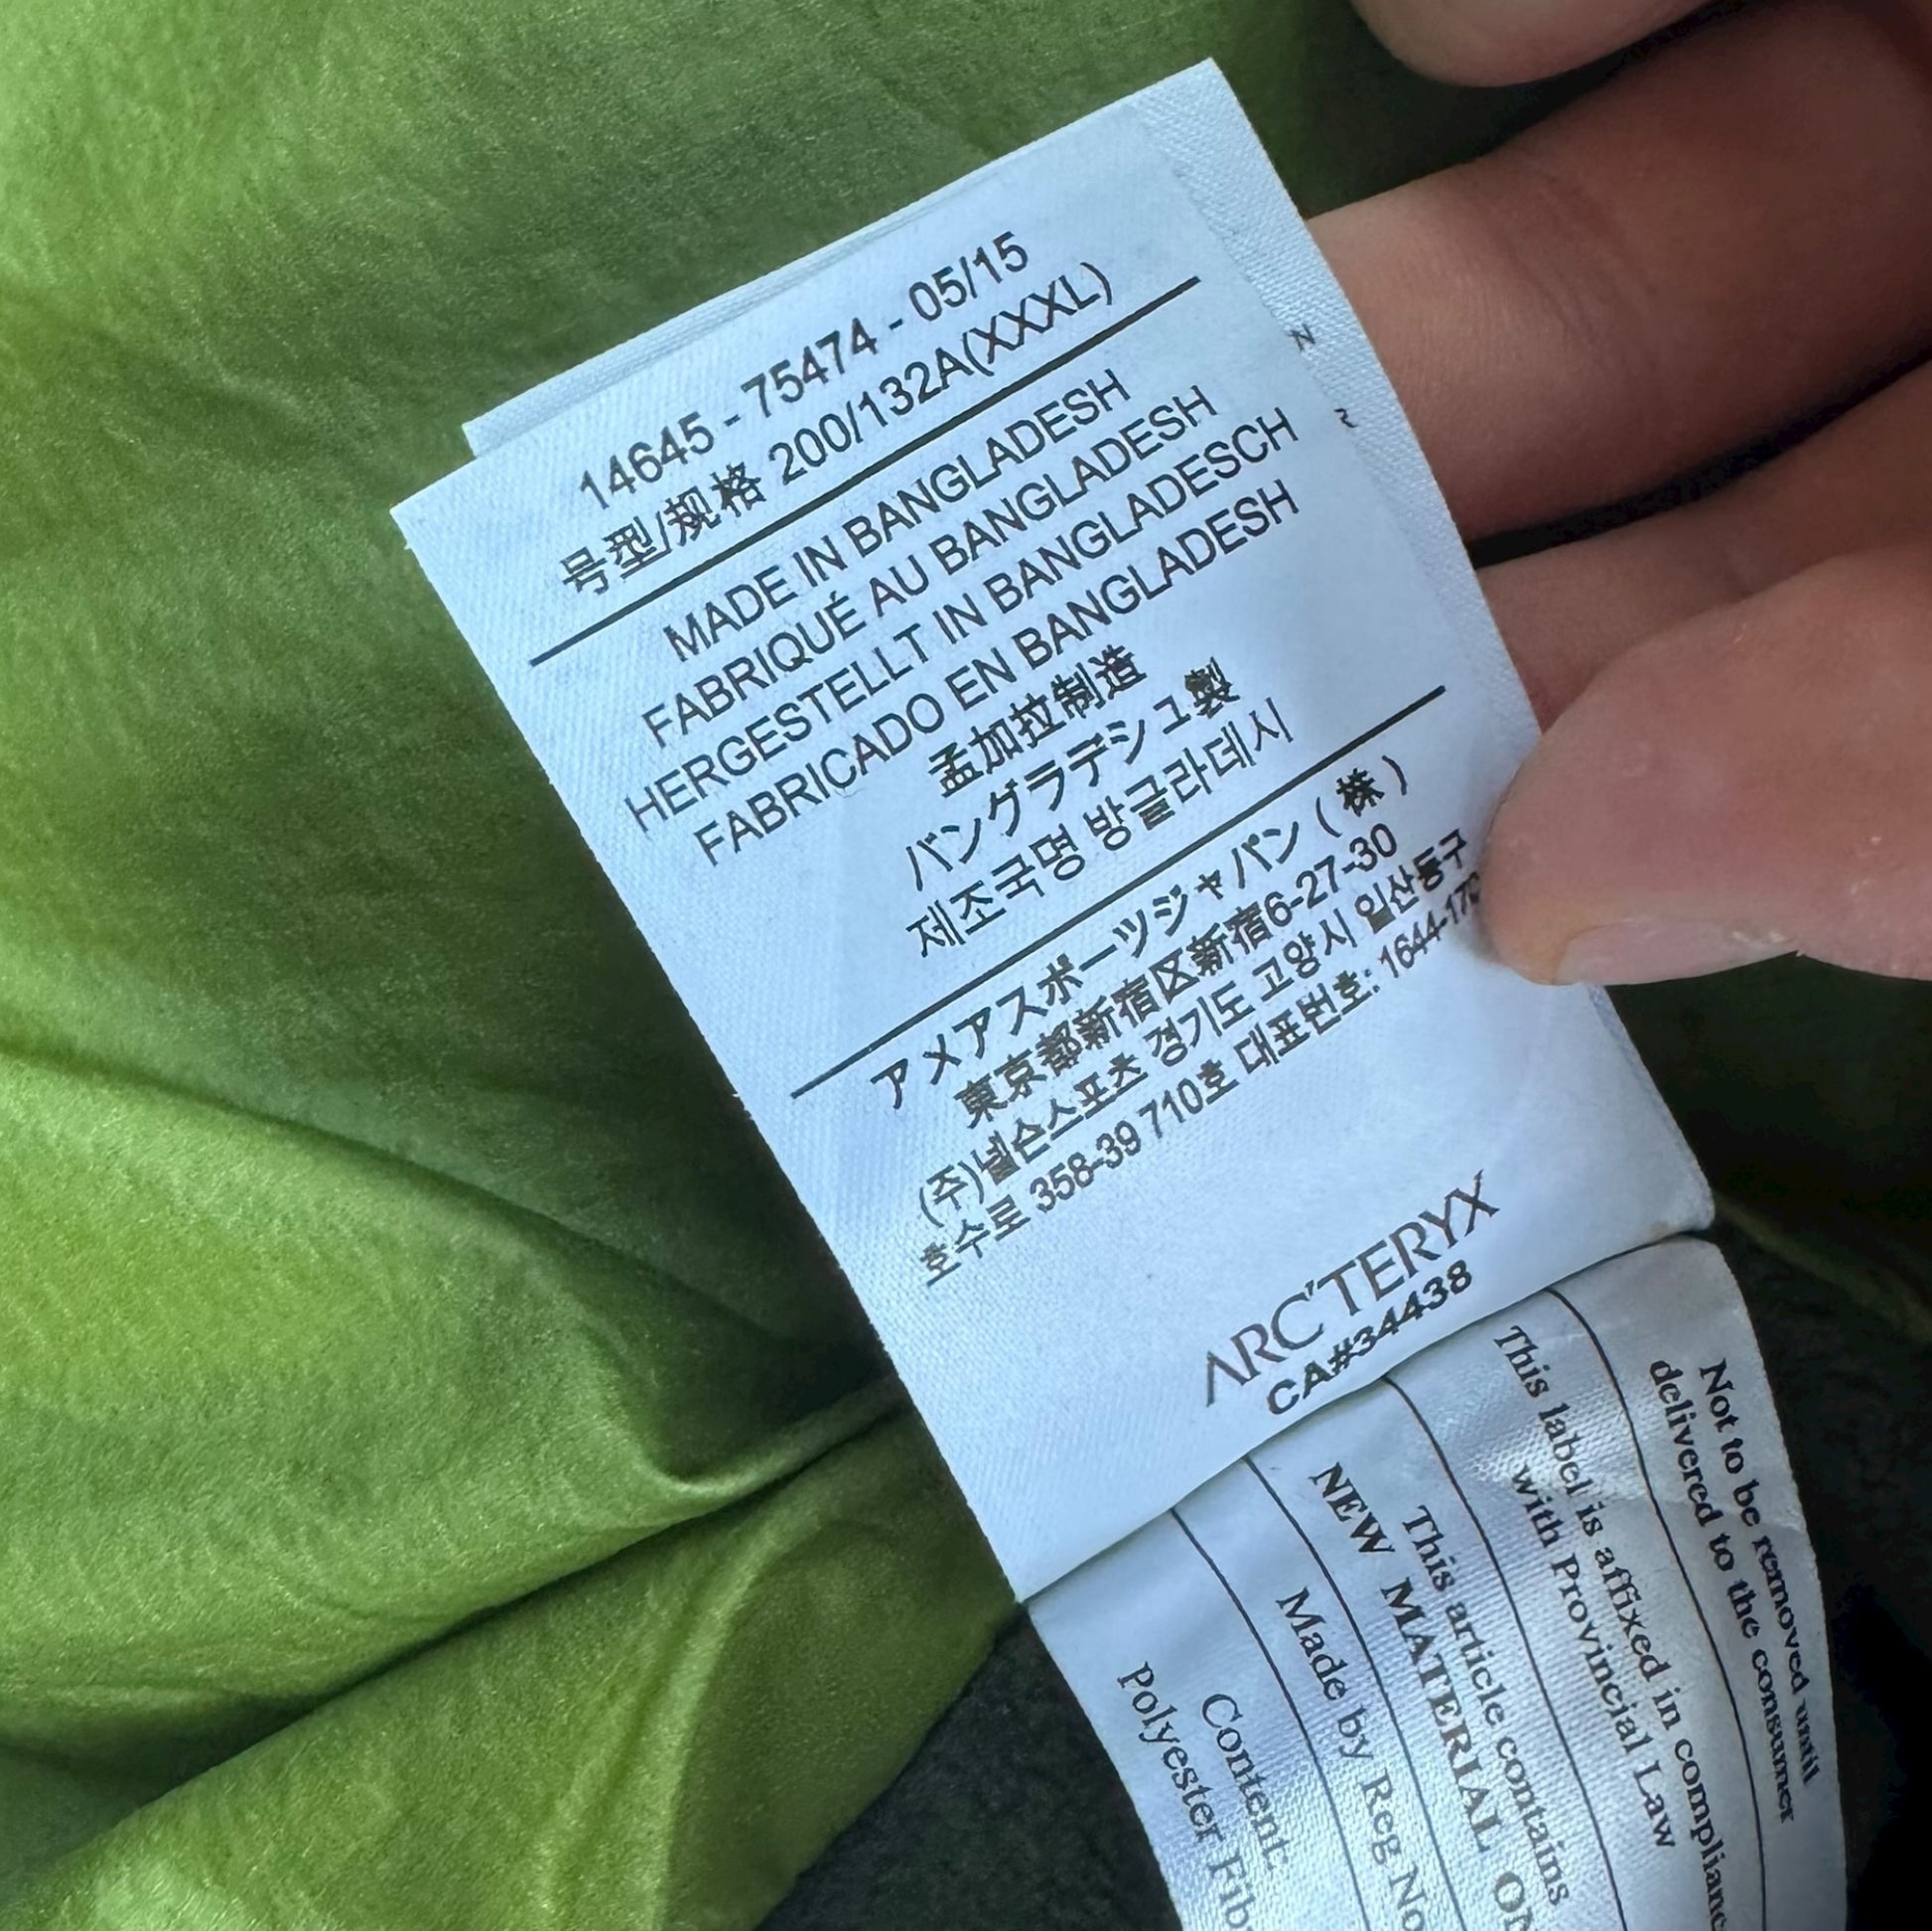 14645 - 75474 - 05/15
号型/规格 200/132A(XXXL)
MADE IN BANGLADESH
FABRIQUÉ AU BANGLADESH
HERGESTELLT IN BANGLADESCH
FABRICADO EN BANGLADESH
孟加拉制造
バングラデシュ製
제조국명 방글라데시
アメアスポーツジャパン(株)
東京都新宿区新宿6-27-30
(주)넬슨스포츠 경기도 고양시 일산동구
호수로 358-39 710호 대표번호:
ARC'TERYX
CA#34438
Not to be removed until
delivered to the consumer
This label is affixed in
with Provincial Law
This article contains
NEW MATERIAL
Made by Reg No
Content:
Polyester